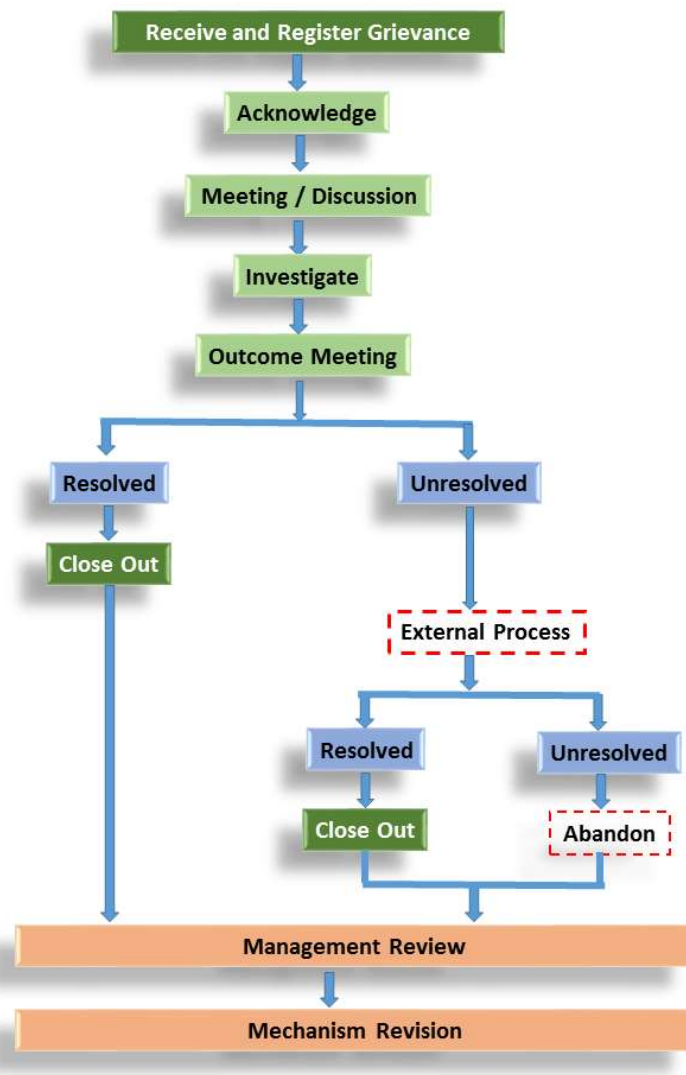 Receive and Register Grievance
Acknowledge
Meeting / Discussion
Investigate
Outcome Meeting
Resolved
Unresolved
Close Out
External Process
Resolved
Unresolved
Close Out
Abandon
Management Review
Mechanism Revision